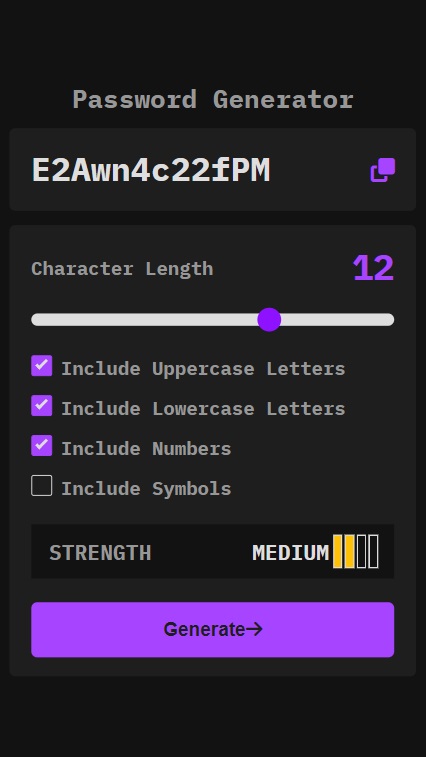 Password Generator
E2Awn4c22fPM
Character Length 12
Include Uppercase Letters
Include Lowercase Letters
Include Numbers
Include Symbols
STRENGTH MEDIUM
Generate→